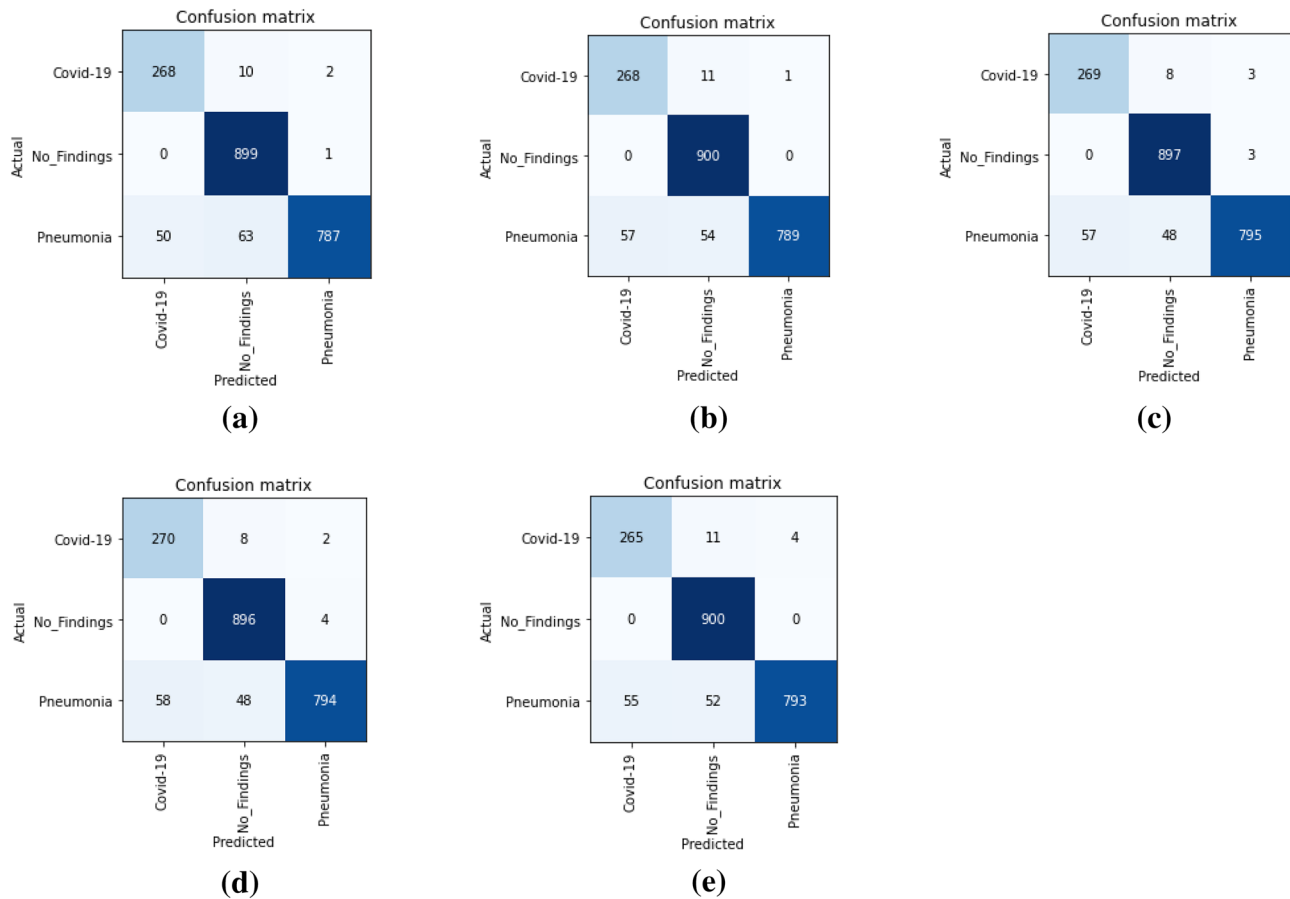 Confusion matrix
Covid-19 268 10 2
No_Findings 0 899 1
Pneumonia 50 63 787
Actual
Covid-19
No_Findings
Pneumonia
Predicted
(a)
Confusion matrix
Covid-19 268 11 1
No_Findings 0 900 0
Pneumonia 57 54 789
Actual
Covid-19
No_Findings
Pneumonia
Predicted
(b)
Confusion matrix
Covid-19 269 8 3
No_Findings 0 897 3
Pneumonia 57 48 795
Actual
Covid-19
No_Findings
Pneumonia
Predicted
(c)
Confusion matrix
Covid-19 270 8 2
No_Findings 0 896 4
Pneumonia 58 48 794
Actual
Covid-19
No_Findings
Pneumonia
Predicted
(d)
Confusion matrix
Covid-19 265 11 4
No_Findings 0 900 0
Pneumonia 55 52 793
Actual
Covid-19
No_Findings
Pneumonia
Predicted
(e)